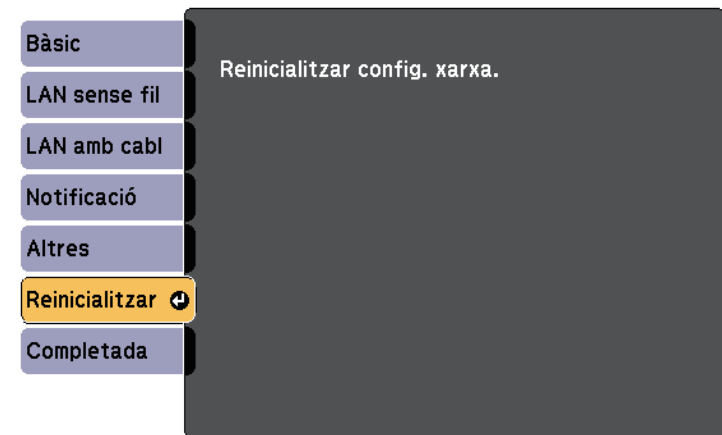 Bàsic
LAN sense fil
LAN amb cabl
Notificació
Altres
Reinicialitzar
Completada
Reinicialitzar config. xarxa.